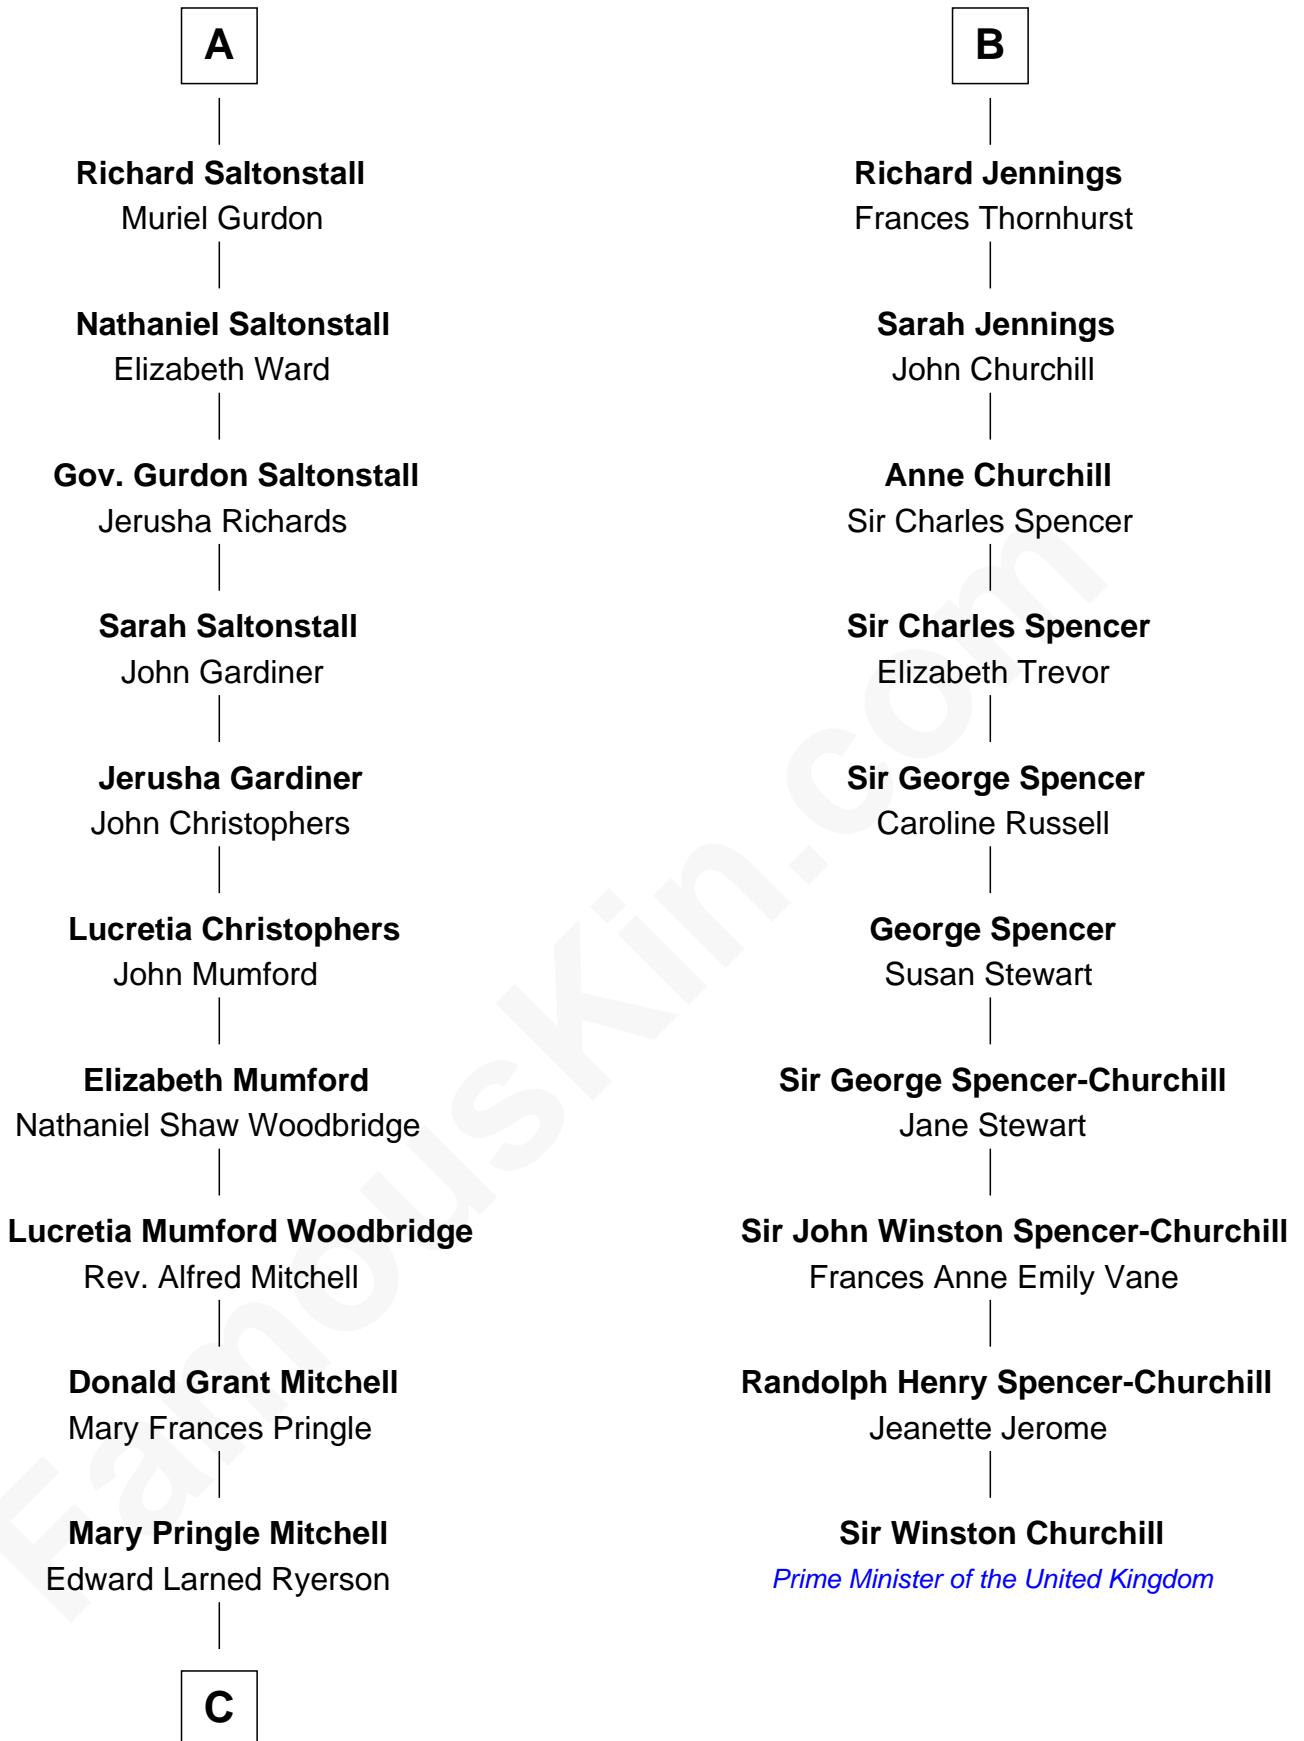 A
Richard Saltonstall
Muriel Gurdon
Nathaniel Saltonstall
Elizabeth Ward
Gov. Gurdon Saltonstall
Jerusha Richards
Sarah Saltonstall
John Gardiner
Jerusha Gardiner
John Christophers
Lucretia Christophers
John Mumford
Elizabeth Mumford
Nathaniel Shaw Woodbridge
Lucretia Mumford Woodbridge
Rev. Alfred Mitchell
Donald Grant Mitchell
Mary Frances Pringle
Mary Pringle Mitchell
Edward Larned Ryerson
C
B
Richard Jennings
Frances Thornhurst
Sarah Jennings
John Churchill
Anne Churchill
Sir Charles Spencer
Sir Charles Spencer
Elizabeth Trevor
Sir George Spencer
Caroline Russell
George Spencer
Susan Stewart
Sir George Spencer-Churchill
Jane Stewart
Sir John Winston Spencer-Churchill
Frances Anne Emily Vane
Randolph Henry Spencer-Churchill
Jeanette Jerome
Sir Winston Churchill
Prime Minister of the United Kingdom
FamousKin.com